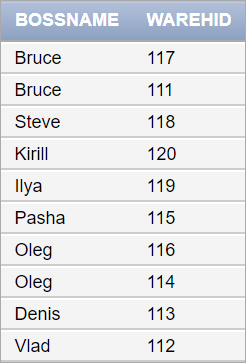 BOSSNAME WAREHID
Bruce 117
Bruce 111
Steve 118
Kirill 120
Ilya 119
Pasha 115
Oleg 116
Oleg 114
Denis 113
Vlad 112